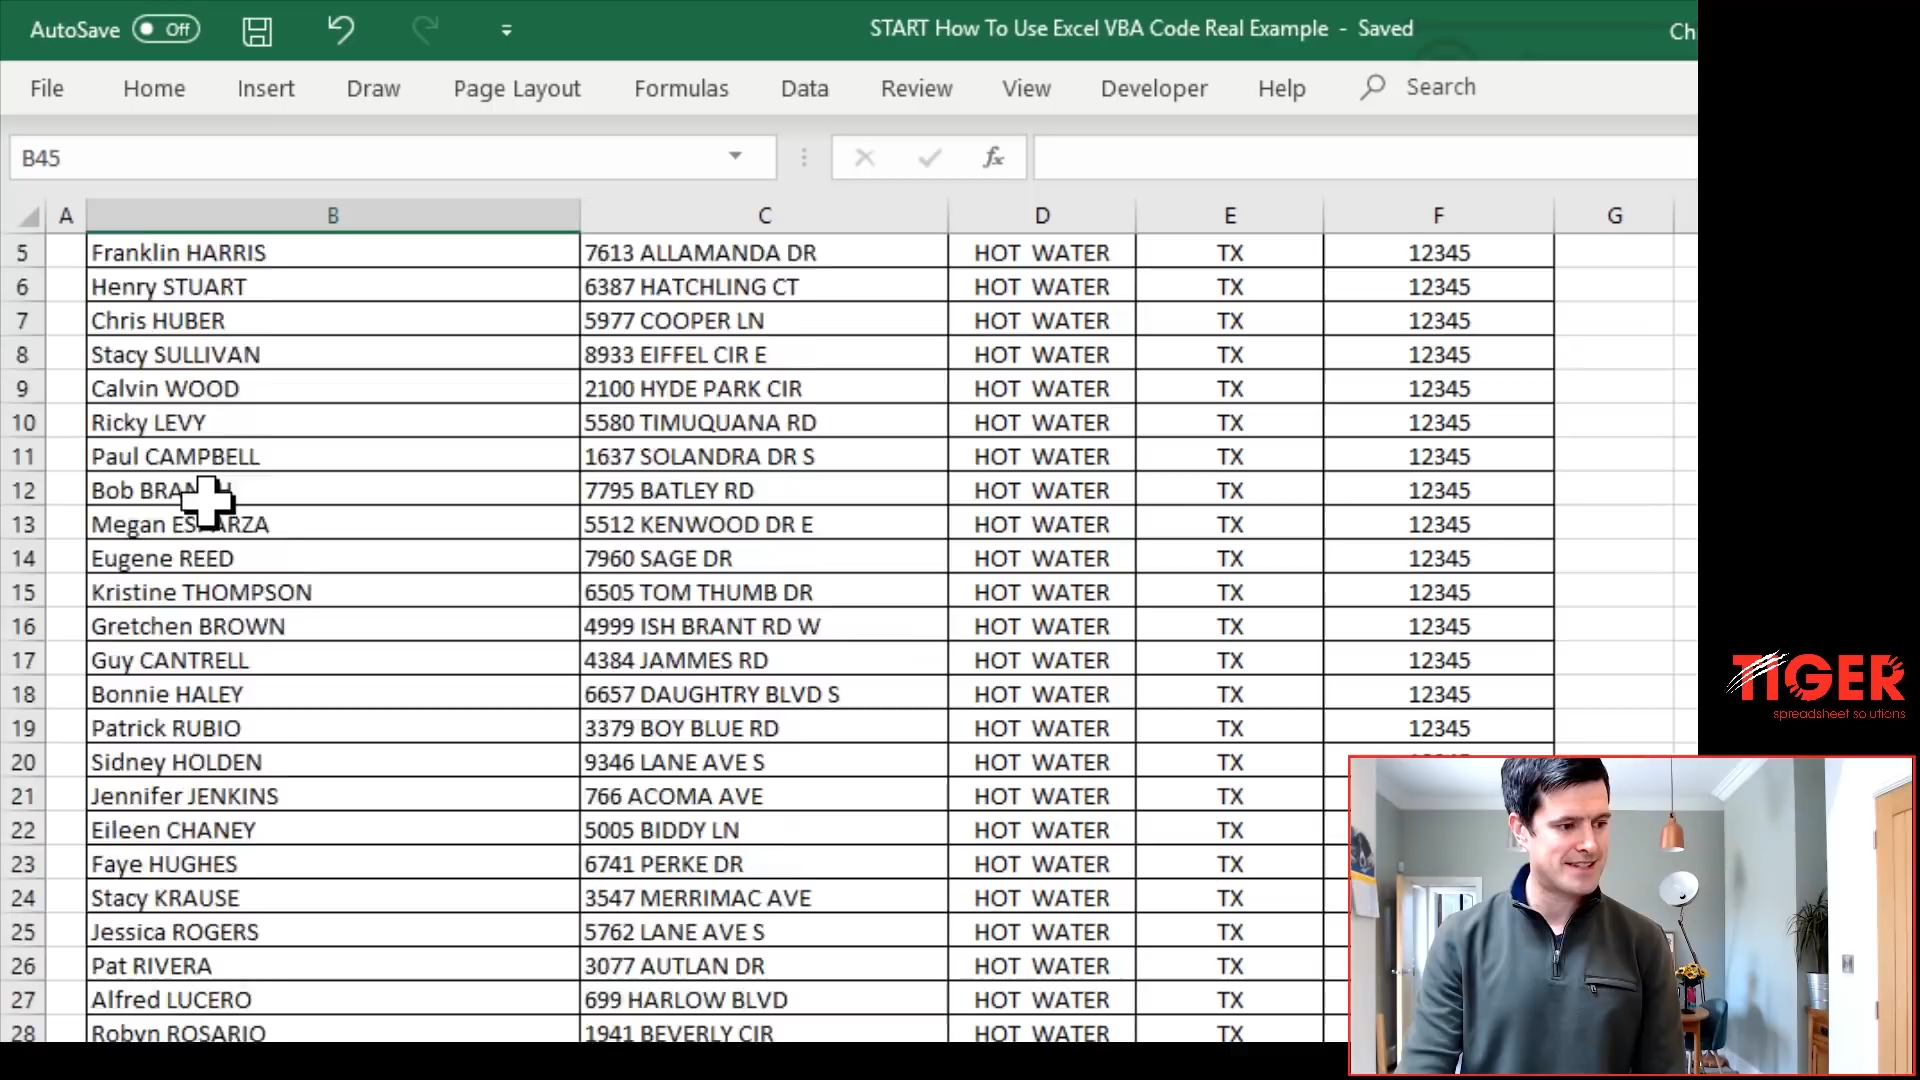 AutoSave Off START How To Use Excel VBA Code Real Example - Saved Ch
File Home Insert Draw Page Layout Formulas Data Review View Developer Help Search
B45 fx
A B C D E F G
5 Franklin HARRIS 7613 ALLAMANDA DR HOT WATER TX 12345
6 Henry STUART 6387 HATCHLING CT HOT WATER TX 12345
7 Chris HUBER 5977 COOPER LN HOT WATER TX 12345
8 Stacy SULLIVAN 8933 EIFFEL CIR E HOT WATER TX 12345
9 Calvin WOOD 2100 HYDE PARK CIR HOT WATER TX 12345
10 Ricky LEVY 5580 TIMUQUANA RD HOT WATER TX 12345
11 Paul CAMPBELL 1637 SOLANDRA DR S HOT WATER TX 12345
12 Bob 7795 BATLEY RD HOT WATER TX 12345
13 Megan 5512 KENWOOD DR E HOT WATER TX 12345
14 Eugene REED 7960 SAGE DR HOT WATER TX 12345
15 Kristine THOMPSON 6505 TOM THUMB DR HOT WATER TX 12345
16 Gretchen BROWN 4999 ISH BRANT RD W HOT WATER TX 12345
17 Guy CANTRELL 4384 JAMMES RD HOT WATER TX 12345
18 Bonnie HALEY 6657 DAUGHTRY BLVD S HOT WATER TX 12345
19 Patrick RUBIO 3379 BOY BLUE RD HOT WATER TX 12345
20 Sidney HOLDEN 9346 LANE AVE S HOT WATER TX
21 Jennifer JENKINS 766 ACOMA AVE HOT WATER TX
22 Eileen CHANEY 5005 BIDDY LN HOT WATER TX
23 Faye HUGHES 6741 PERKE DR HOT WATER TX
24 Stacy KRAUSE 3547 MERRIMAC AVE HOT WATER TX
25 Jessica ROGERS 5762 LANE AVE S HOT WATER TX
26 Pat RIVERA 3077 AUTLAN DR HOT WATER TX
27 Alfred LUCERO 699 HARLOW BLVD HOT WATER TX
28 Robyn ROSARIO 1941 BEVERLY CIR HOT WATER TX
TIGER
spreadsheet solutions